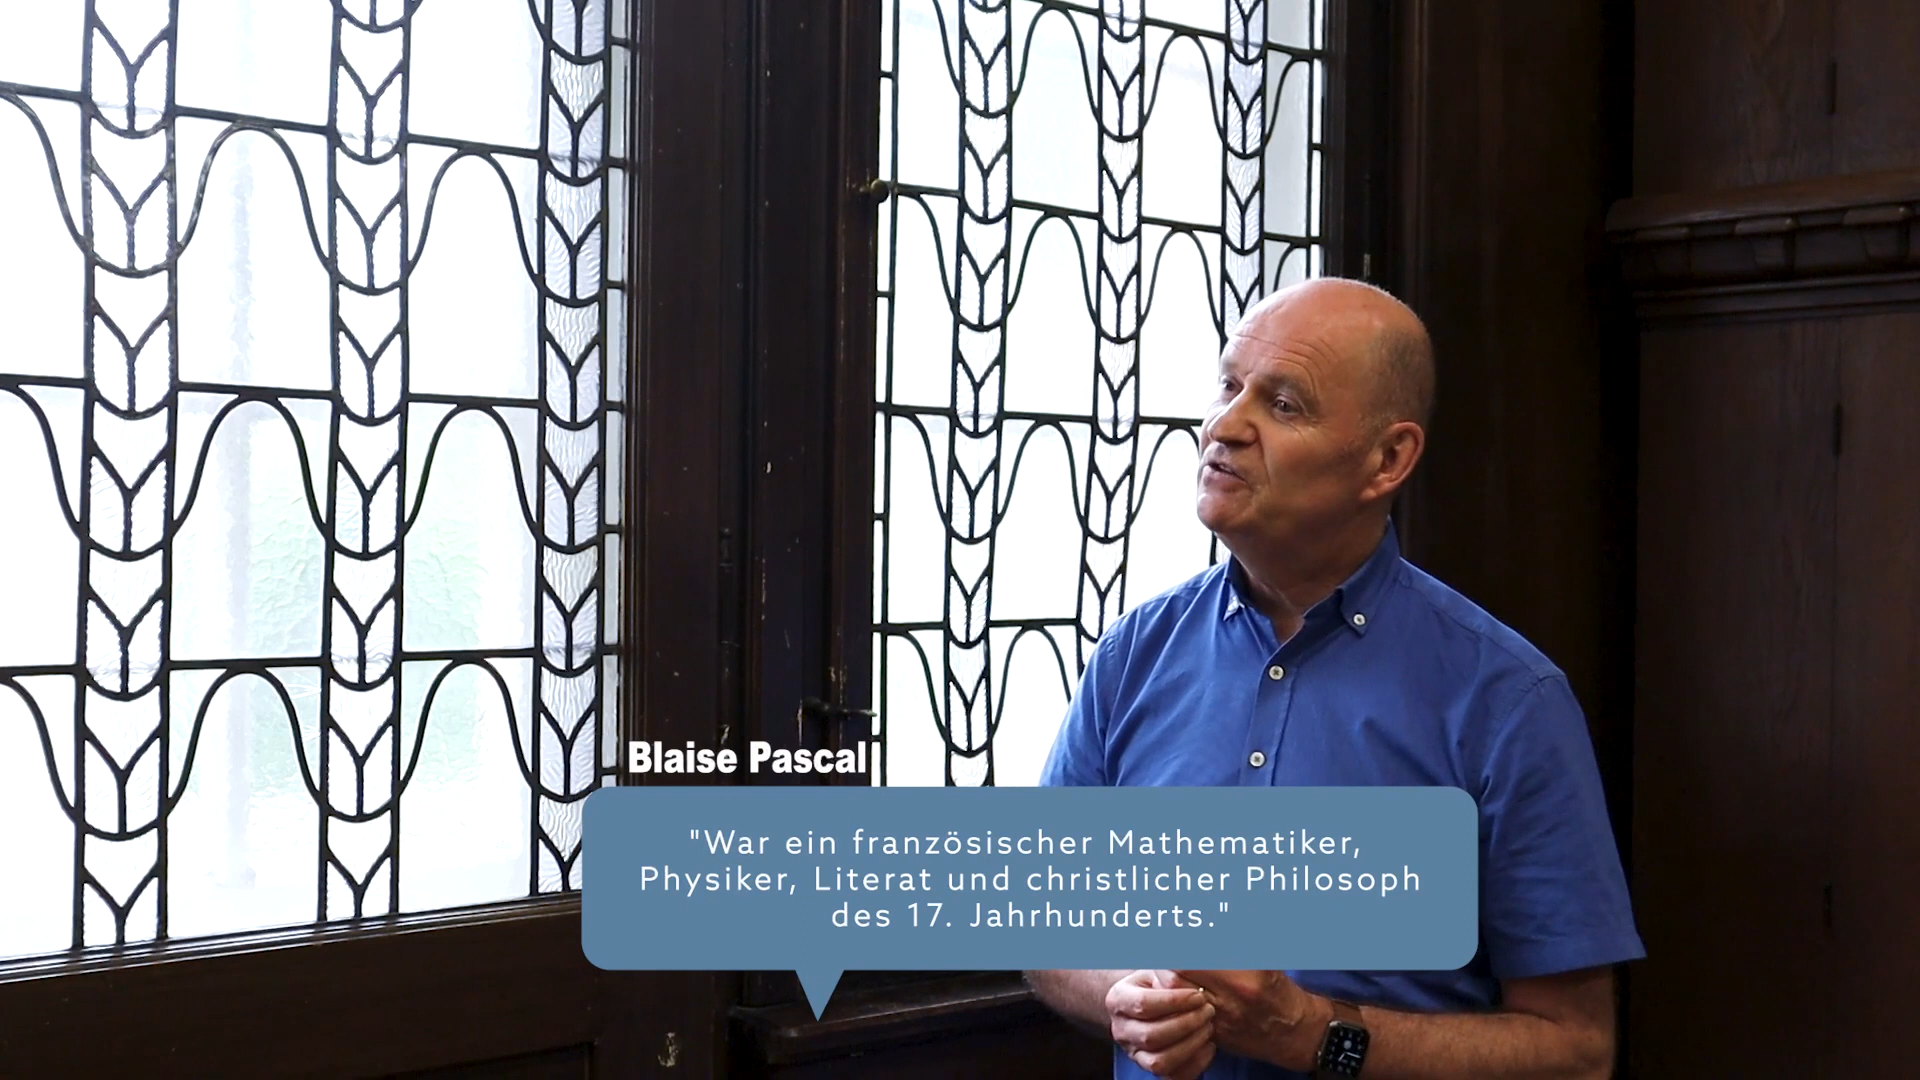 Blaise Pascal
"War ein französischer Mathematiker,
Physiker, Literat und christlicher Philosoph
des 17. Jahrhunderts."